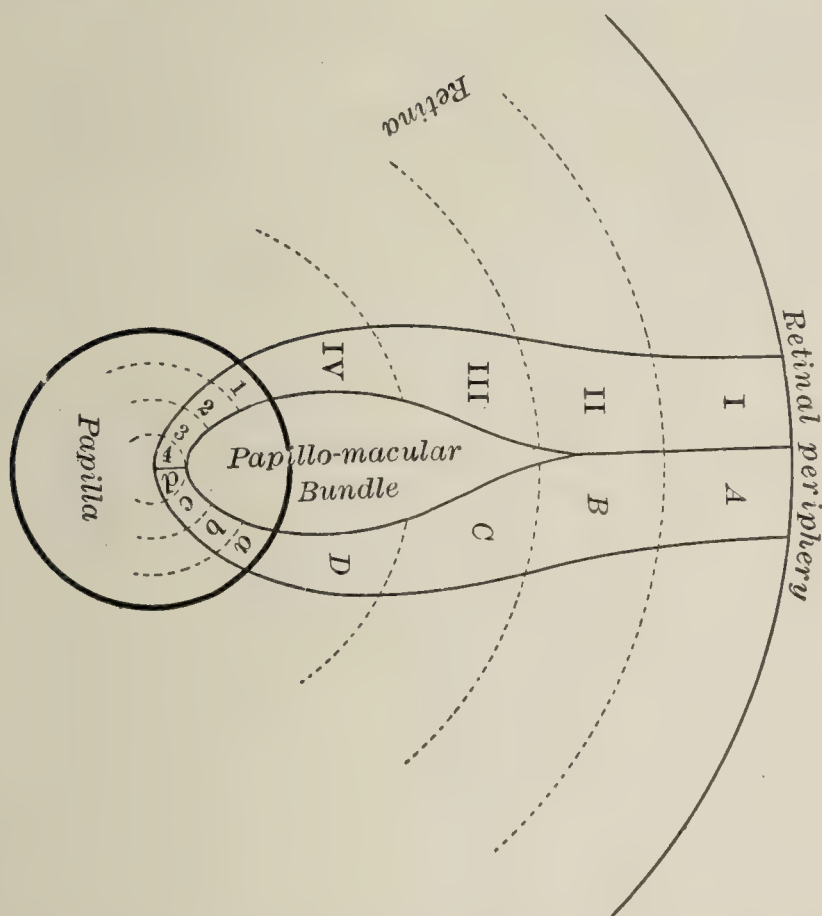 Retina
Retinal periphery
I
II
III
IV
A
B
C
D
Papillo-macular
Bundle
Papilla
1
2
3
4
a
b
c
d